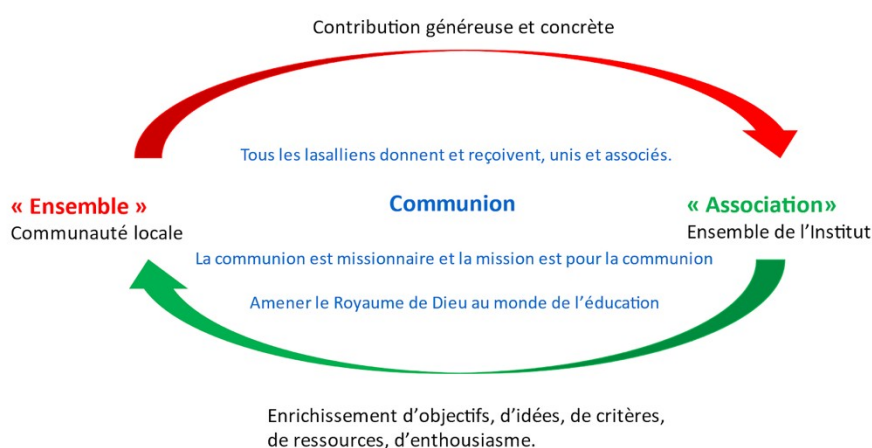 Contribution généreuse et concrète
Tous les lasalliens donnent et reçoivent, unis et associés.
« Ensemble »
Communauté locale
Communion
« Association»
Ensemble de l’Institut
La communion est missionnaire et la mission est pour la communion
Amener le Royaume de Dieu au monde de l’éducation
Enrichissement d’objectifs, d’idées, de critères,
de ressources, d’enthousiasme.